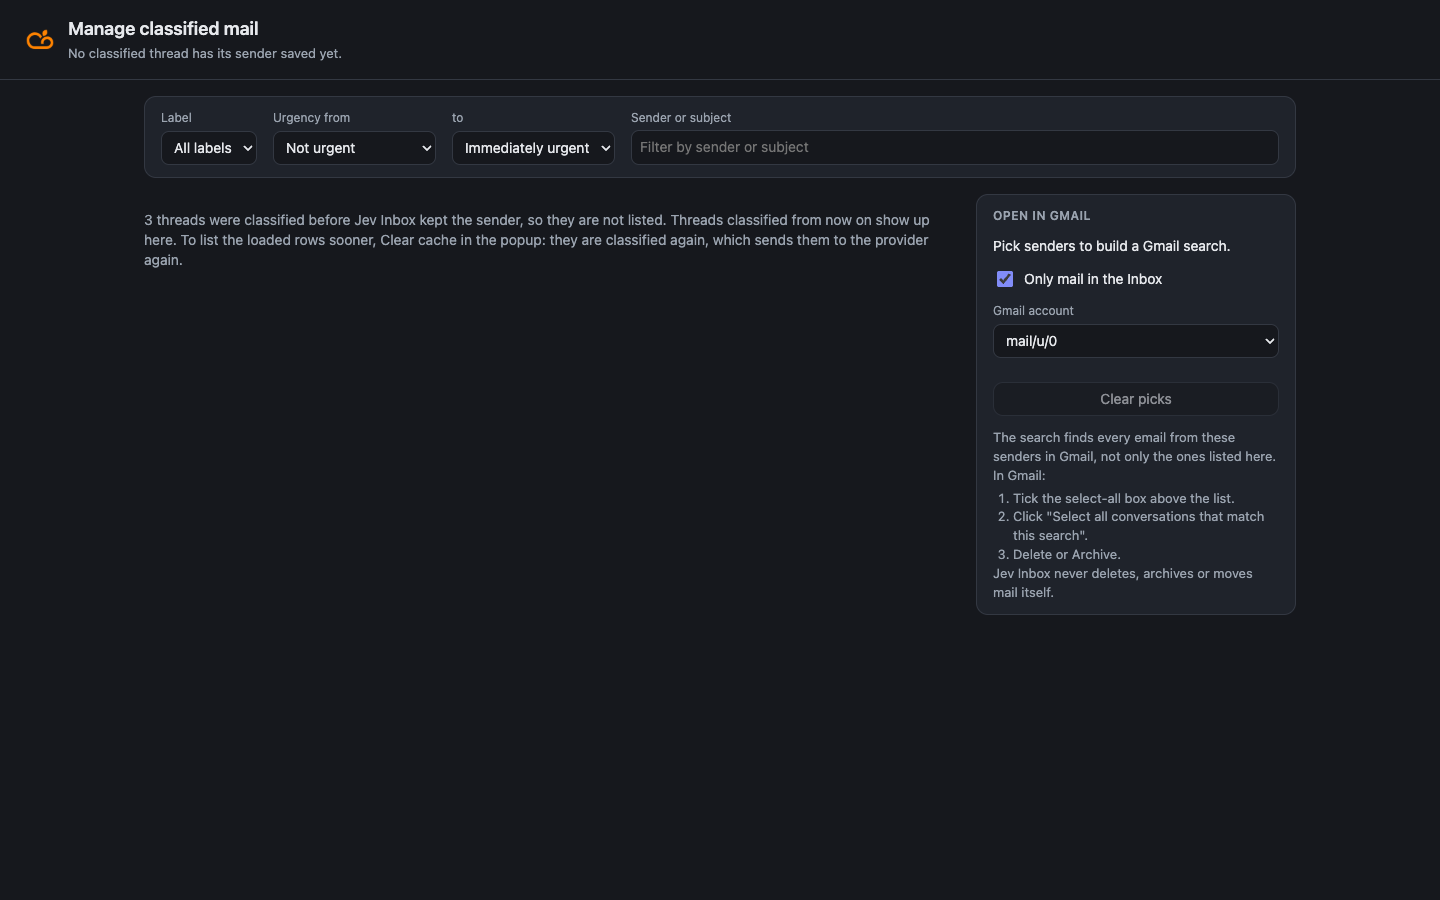 Manage classified mail
No classified thread has its sender saved yet.
Label
Urgency from
to
Sender or subject
All labels
Not urgent
Immediately urgent
Filter by sender or subject
3 threads were classified before Jev Inbox kept the sender, so they are not listed. Threads classified from now on show up
here. To list the loaded rows sooner, Clear cache in the popup: they are classified again, which sends them to the provider
again.
OPEN IN GMAIL
Pick senders to build a Gmail search.
Only mail in the Inbox
Gmail account
mail/u/0
Clear picks
The search finds every email from these
senders in Gmail, not only the ones listed here.
In Gmail:
1. Tick the select-all box above the list.
2. Click "Select all conversations that match
this search".
3. Delete or Archive.
Jev Inbox never deletes, archives or moves
mail itself.